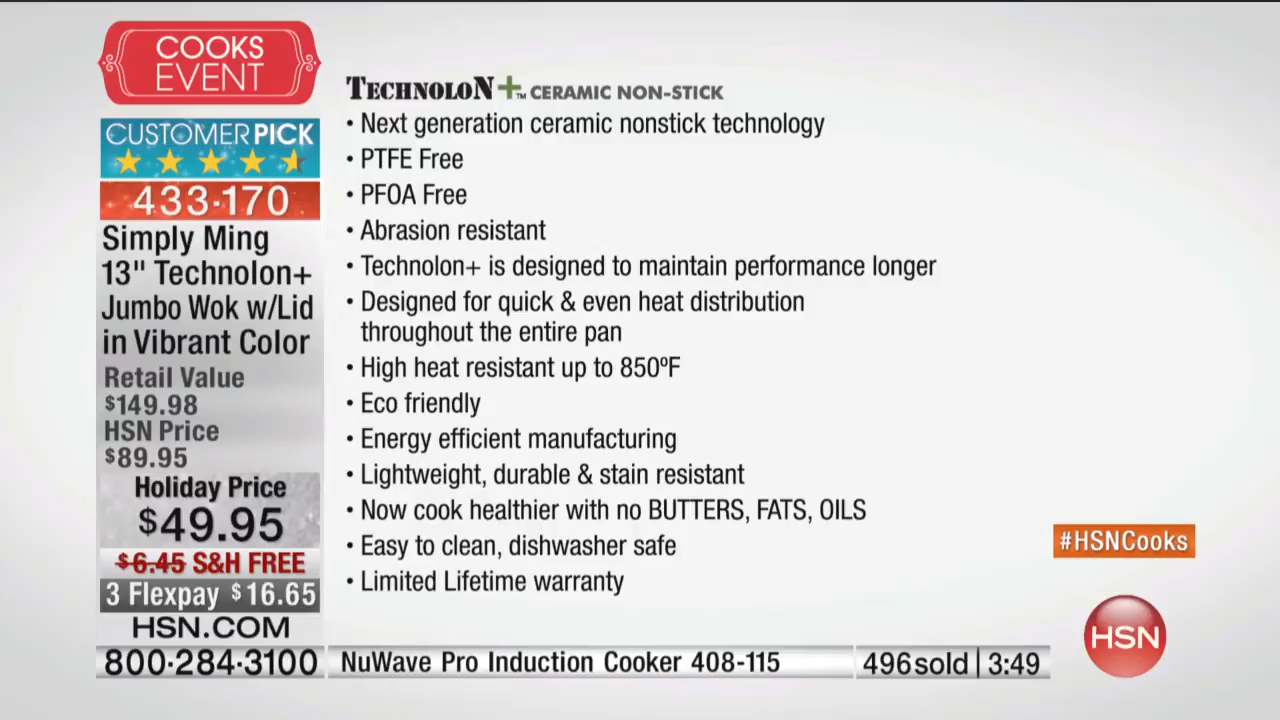 COOKS
EVENT
CUSTOMER PICK
433·170
Simply Ming
13" Technolon+
Jumbo Wok w/Lid
in Vibrant Color
Retail Value
$149.98
HSN Price
$89.95
Holiday Price
$49.95
$6.45 S&H FREE
3 Flexpay $16.65
HSN.COM
800·284·3100
TECHNOLON+™ CERAMIC NON-STICK
• Next generation ceramic nonstick technology
• PTFE Free
• PFOA Free
• Abrasion resistant
• Technolon+ is designed to maintain performance longer
• Designed for quick & even heat distribution
throughout the entire pan
• High heat resistant up to 850ºF
• Eco friendly
• Energy efficient manufacturing
• Lightweight, durable & stain resistant
• Now cook healthier with no BUTTERS, FATS, OILS
• Easy to clean, dishwasher safe
• Limited Lifetime warranty
#HSNCooks
HSN
NuWave Pro Induction Cooker 408-115
496 sold | 3:49